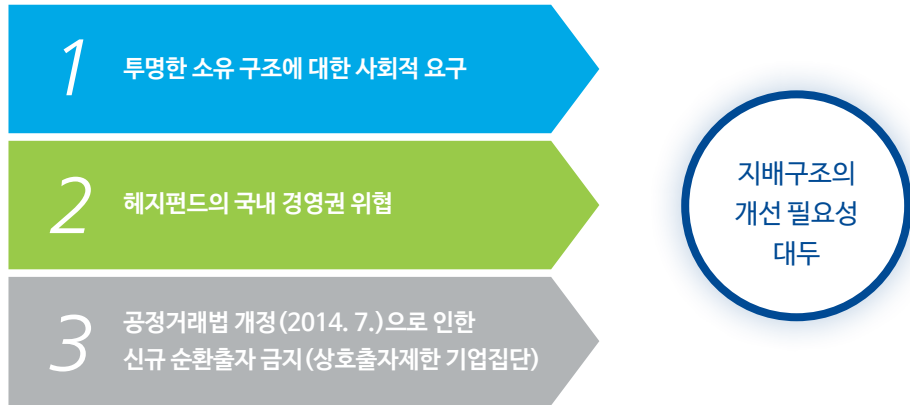 1
투명한 소유 구조에 대한 사회적 요구
2
헤지펀드의 국내 경영권 위협
3
공정거래법 개정(2014. 7.)으로 인한
신규 순환출자 금지(상호출자제한 기업집단)
지배구조의
개선 필요성
대두